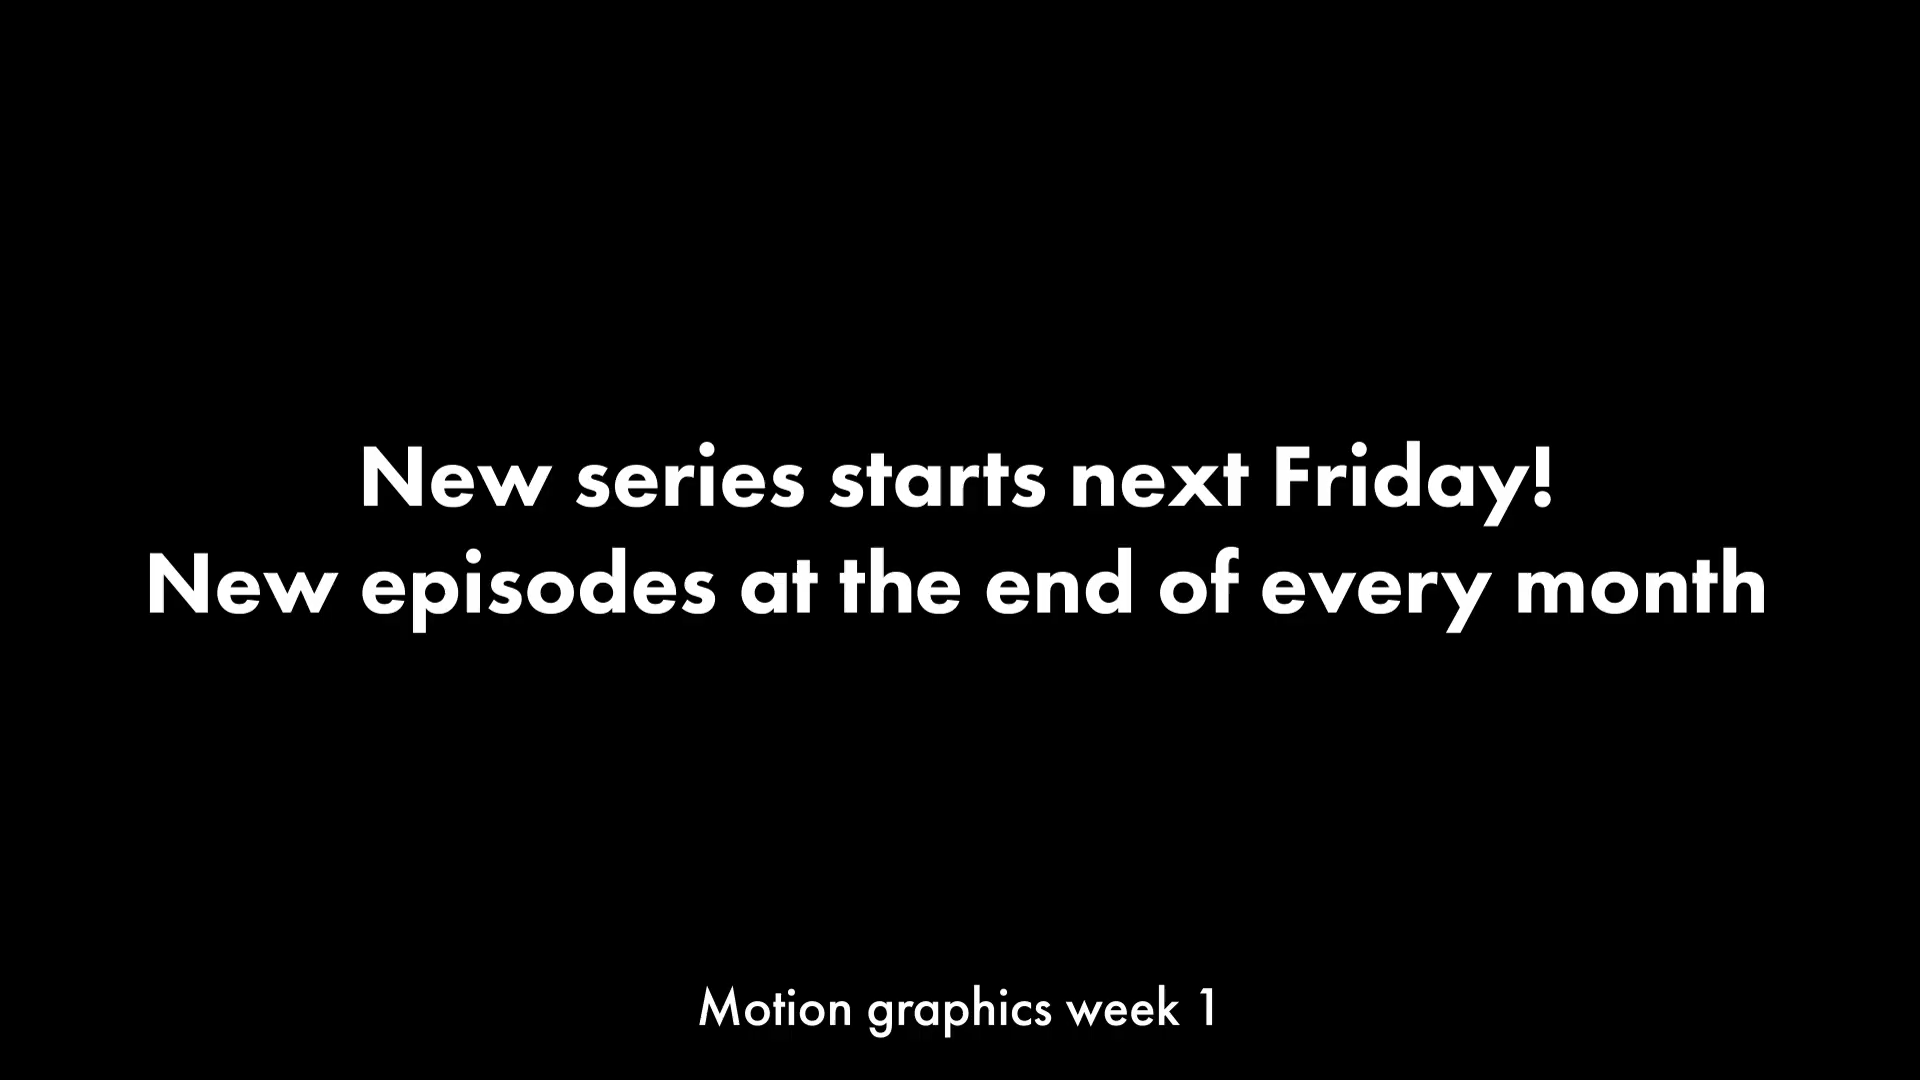 New series starts next Friday!
New episodes at the end of every month
Motion graphics week 1